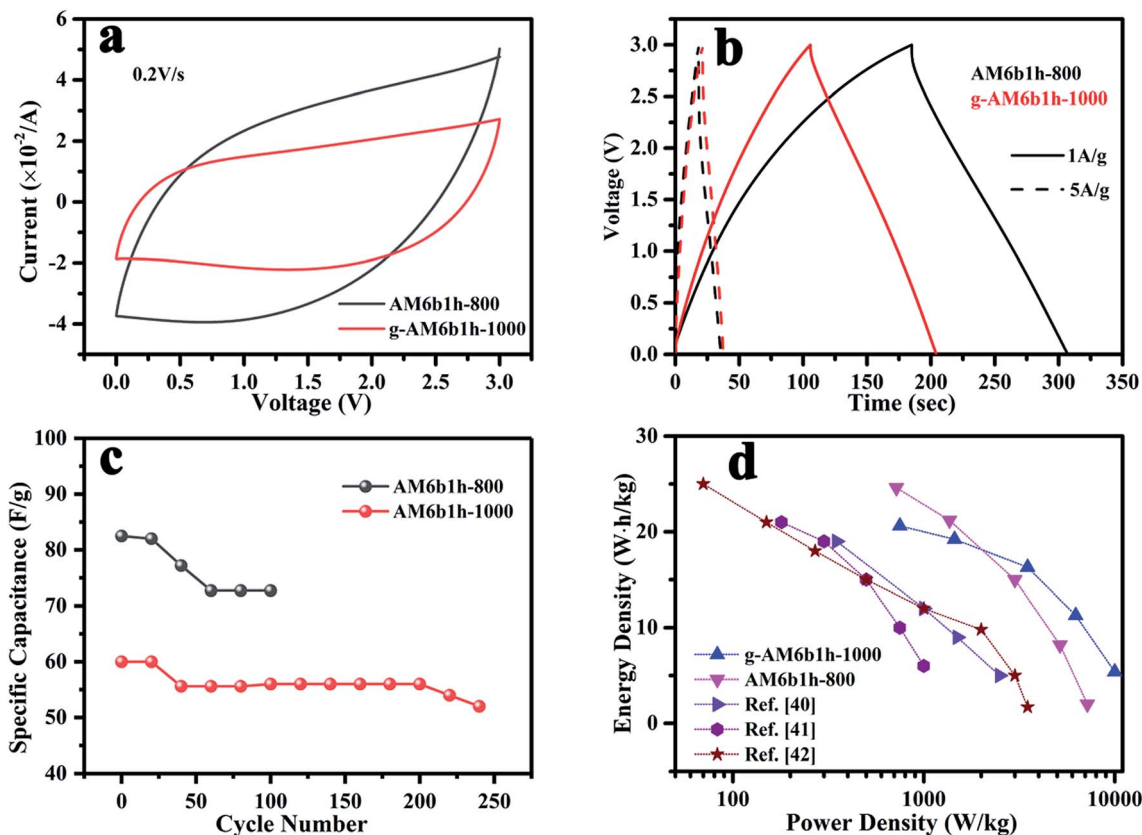 a
0.2V/s
6
4
2
0
-2
-4
Current (×10⁻²/A)
AM6b1h-800
g-AM6b1h-1000
0.0 0.5 1.0 1.5 2.0 2.5 3.0
Voltage (V)
b
AM6b1h-800
g-AM6b1h-1000
1A/g
5A/g
3.0
2.5
2.0
1.5
1.0
0.5
0.0
Voltage (V)
0 50 100 150 200 250 300 350
Time (sec)
c
AM6b1h-800
AM6b1h-1000
100
90
80
70
60
50
40
Specific Capacitance (F/g)
0 50 100 150 200 250
Cycle Number
d
30
20
10
0
Energy Density (W·h/kg)
g-AM6b1h-1000
AM6b1h-800
Ref. [40]
Ref. [41]
Ref. [42]
100 1000 10000
Power Density (W/kg)